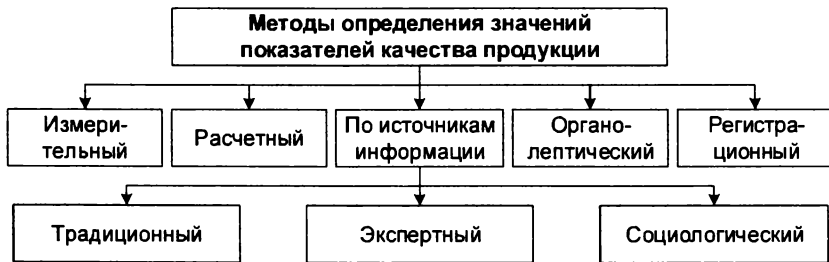 Методы определения значений
показателей качества продукции
Измери-
тельный
Расчетный
По источникам
информации
Органо-
лептический
Регистра-
ционный
Традиционный
Экспертный
Социологический